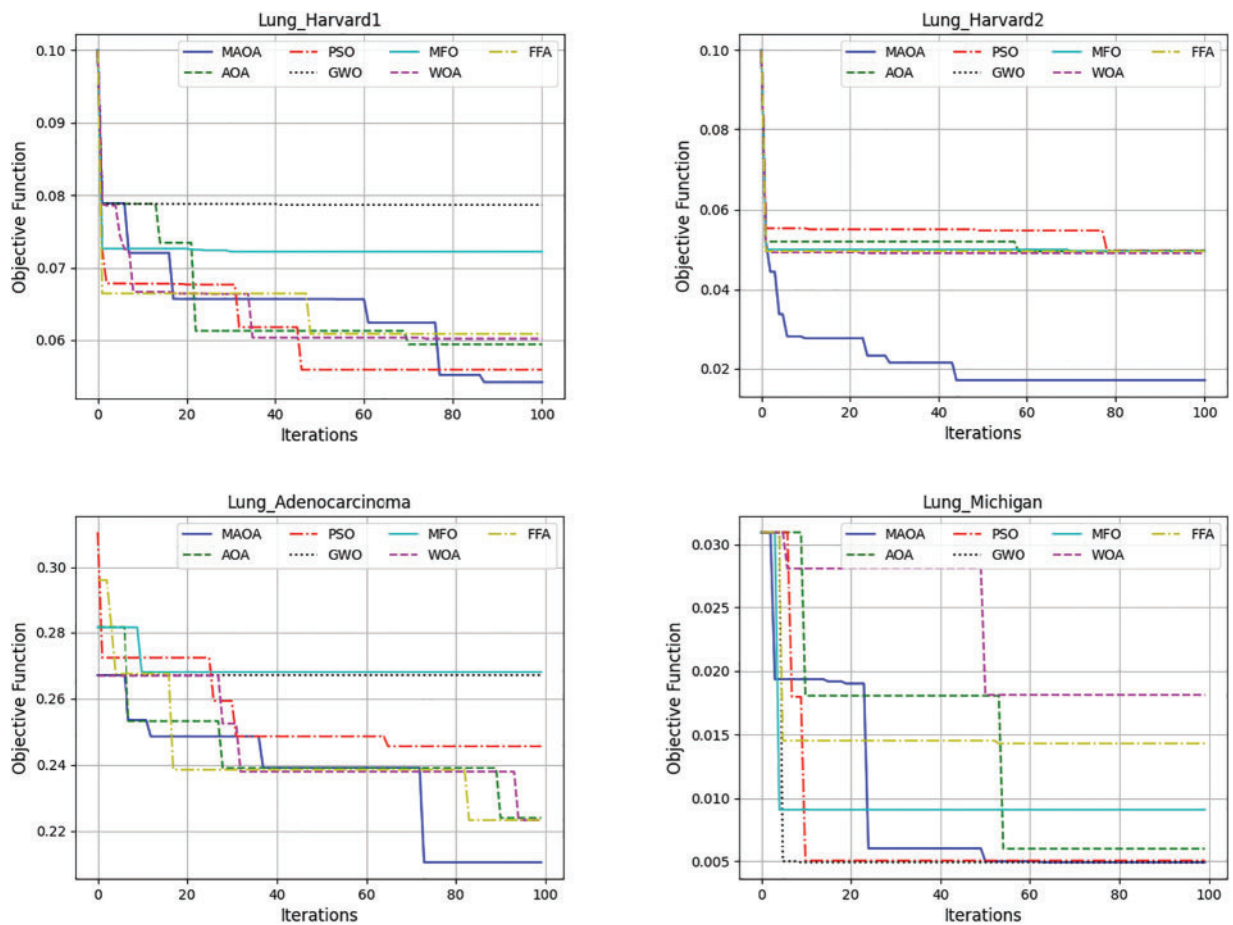 Lung_Harvard1
MAOA PSO MFO FFA
AOA GWO WOA
0.10
0.09
0.08
0.07
0.06
Objective Function
0 20 40 60 80 100
Iterations
Lung_Harvard2
MAOA PSO MFO FFA
AOA GWO WOA
0.10
0.08
0.06
0.04
0.02
Objective Function
0 20 40 60 80 100
Iterations
Lung_Adenocarcinoma
MAOA PSO MFO FFA
AOA GWO WOA
0.30
0.28
0.26
0.24
0.22
Objective Function
0 20 40 60 80 100
Iterations
Lung_Michigan
MAOA PSO MFO FFA
AOA GWO WOA
0.030
0.025
0.020
0.015
0.010
0.005
Objective Function
0 20 40 60 80 100
Iterations